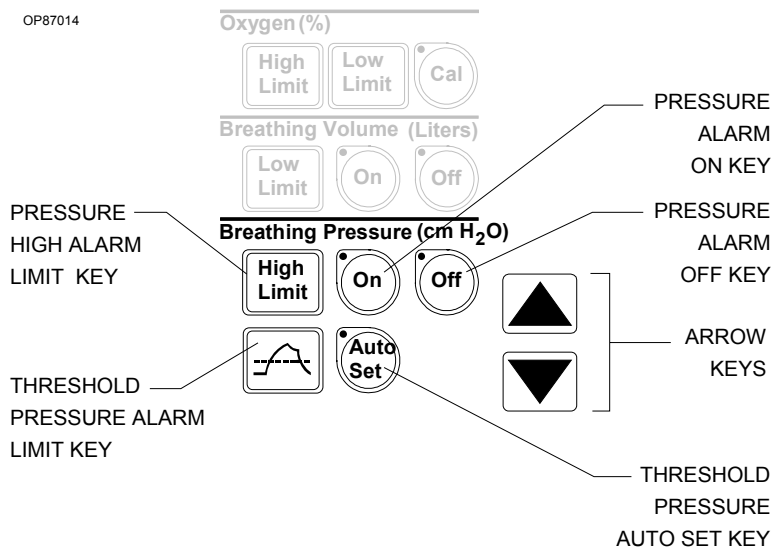 OP87014
Oxygen (%)
High
Limit
Low
Limit
Cal
Breathing Volume (Liters)
Low
Limit
On
Off
Breathing Pressure (cm H2O)
High
Limit
On
Off
Auto
Set
PRESSURE
HIGH ALARM
LIMIT KEY
THRESHOLD
PRESSURE ALARM
LIMIT KEY
PRESSURE
ALARM
ON KEY
PRESSURE
ALARM
OFF KEY
ARROW
KEYS
THRESHOLD
PRESSURE
AUTO SET KEY